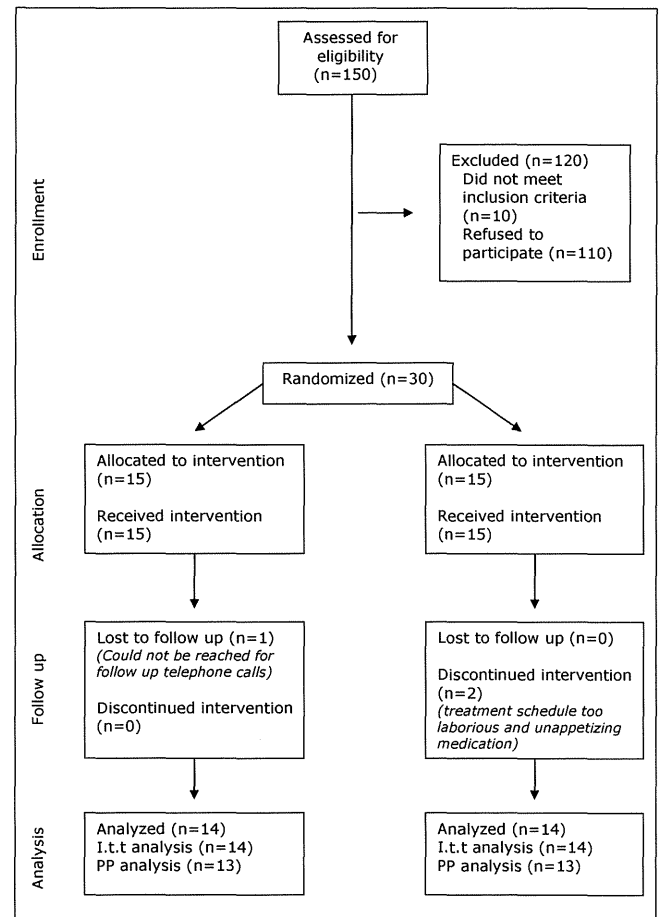 Assessed for
eligibility
(n=150)
Enrollment
Excluded (n=120)
Did not meet
inclusion criteria
(n=10)
Refused to
participate (n=110)
Randomized (n=30)
Allocation
Allocated to intervention
(n=15)
Received intervention
(n=15)
Allocated to intervention
(n=15)
Received intervention
(n=15)
Follow up
Lost to follow up (n=1)
(Could not be reached for
follow up telephone calls)
Discontinued intervention
(n=0)
Lost to follow up (n=0)
Discontinued intervention
(n=2)
(treatment schedule too
laborious and unappetizing
medication)
Analysis
Analyzed (n=14)
I.t.t analysis (n=14)
PP analysis (n=13)
Analyzed (n=14)
I.t.t analysis (n=14)
PP analysis (n=13)